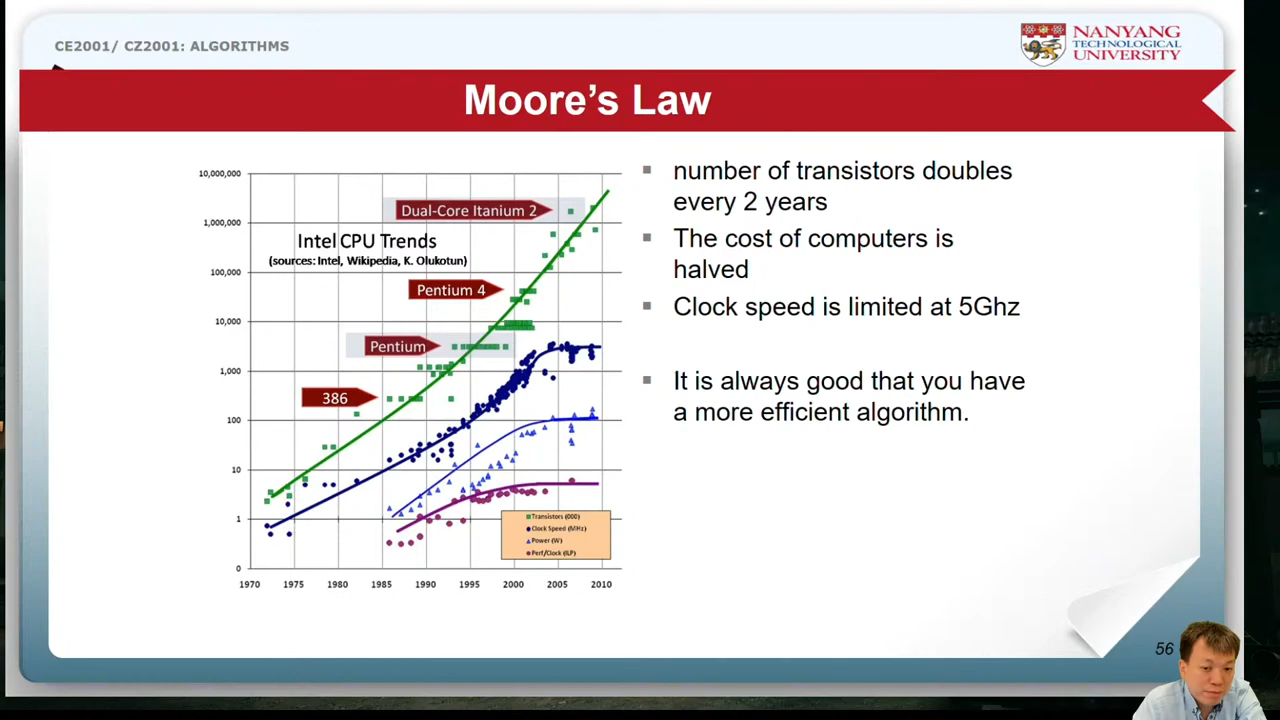 CE2001/ CZ2001: ALGORITHMS
NANYANG
TECHNOLOGICAL
UNIVERSITY
Moore's Law
number of transistors doubles
every 2 years
The cost of computers is
halved
Clock speed is limited at 5Ghz
It is always good that you have
a more efficient algorithm.
10,000,000
1,000,000
100,000
10,000
1,000
100
10
1
0
Dual-Core Itanium 2
Intel CPU Trends
(sources: Intel, Wikipedia, K. Olukotun)
Pentium 4
Pentium
386
Transistors (000)
Clock Speed (MHz)
Power (W)
Perf/Clock (ILP)
1970 1975 1980 1985 1990 1995 2000 2005 2010
56